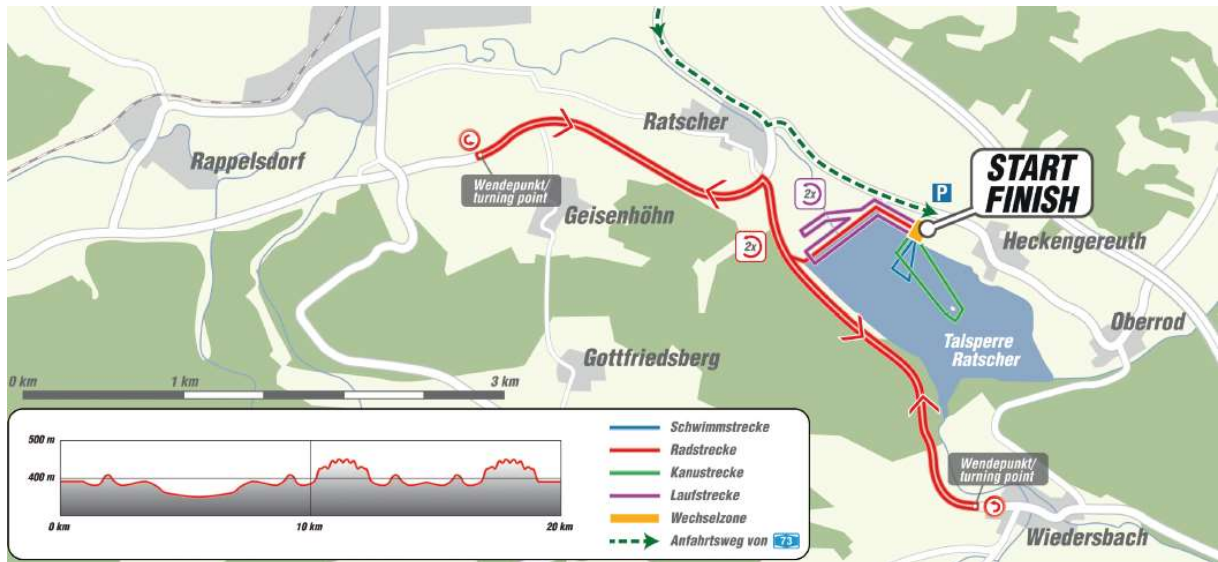 Ratscher
P
START
FINISH
Rappelsdorf
Wendepunkt/
turning point
2x
Geisenhöhn
Heckengereuth
2x
Oberrod
Talsperre
Ratscher
Gottfriedsberg
0 km
1 km
3 km
500 m
400 m
0 km
10 km
20 km
Schwimmstrecke
Radstrecke
Kanustrecke
Laufstrecke
Wechselzone
Anfahrtsweg von 73
Wendepunkt/
turning point
Wiedersbach